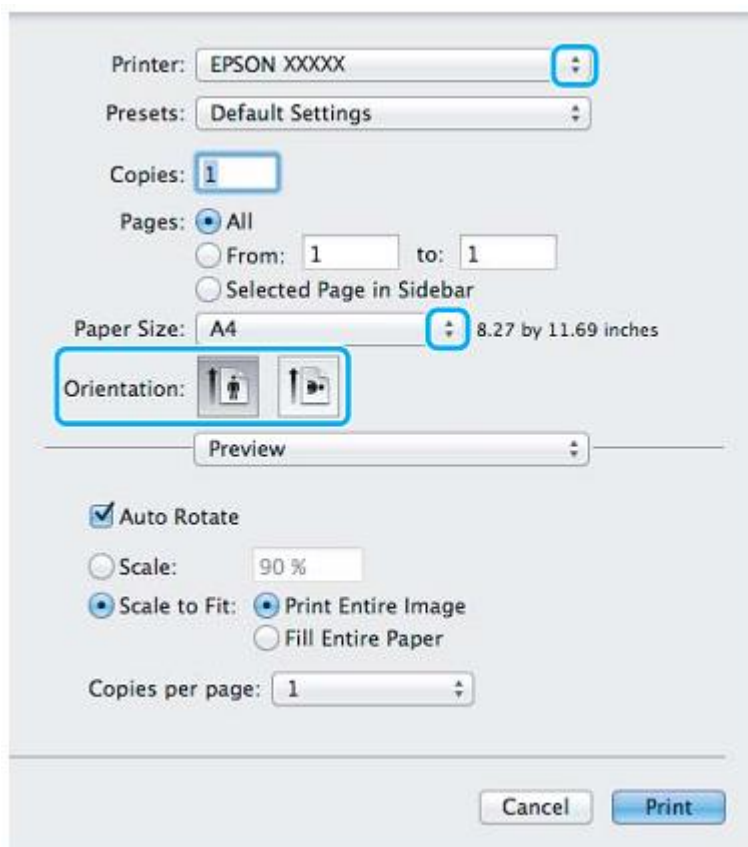 Printer: EPSON XXXXX
Presets: Default Settings
Copies: 1
Pages: All
From: 1 to: 1
Selected Page in Sidebar
Paper Size: A4 8.27 by 11.69 inches
Orientation:
Preview
Auto Rotate
Scale: 90 %
Scale to Fit: Print Entire Image
Fill Entire Paper
Copies per page: 1
Cancel Print